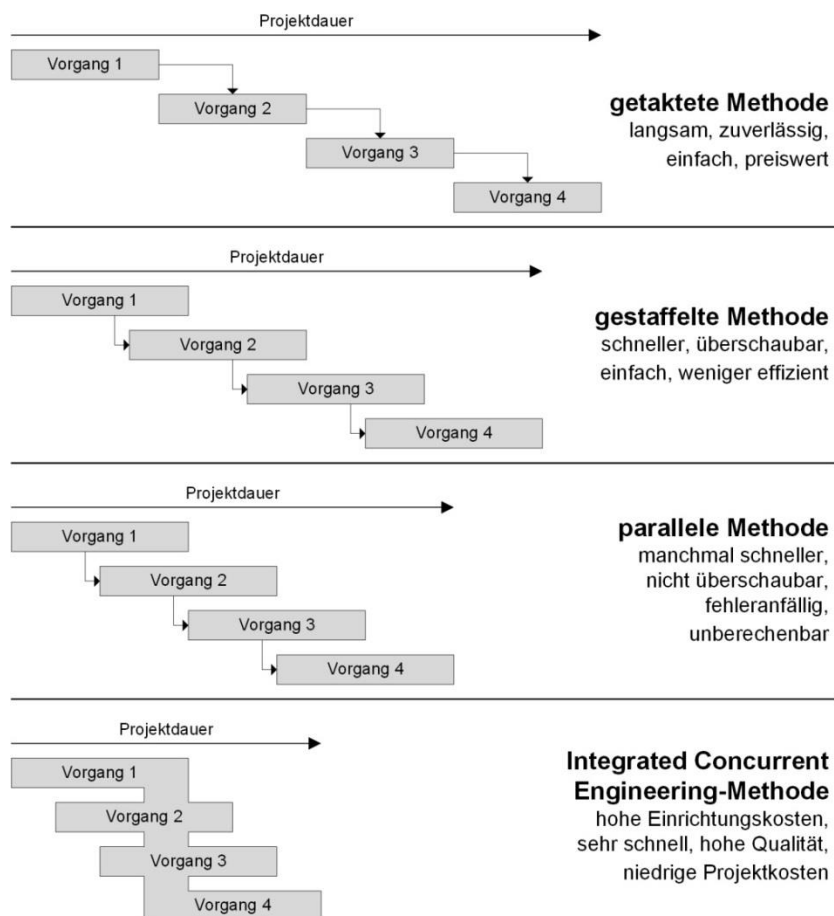 Projektdauer
Vorgang 1
Vorgang 2
Vorgang 3
Vorgang 4
getaktete Methode
langsam, zuverlässig,
einfach, preiswert
Projektdauer
Vorgang 1
Vorgang 2
Vorgang 3
Vorgang 4
gestaffelte Methode
schneller, überschaubar,
einfach, weniger effizient
Projektdauer
Vorgang 1
Vorgang 2
Vorgang 3
Vorgang 4
parallele Methode
manchmal schneller,
nicht überschaubar,
fehleranfällig,
unberechenbar
Projektdauer
Vorgang 1
Vorgang 2
Vorgang 3
Vorgang 4
Integrated Concurrent
Engineering-Methode
hohe Einrichtungskosten,
sehr schnell, hohe Qualität,
niedrige Projektkosten